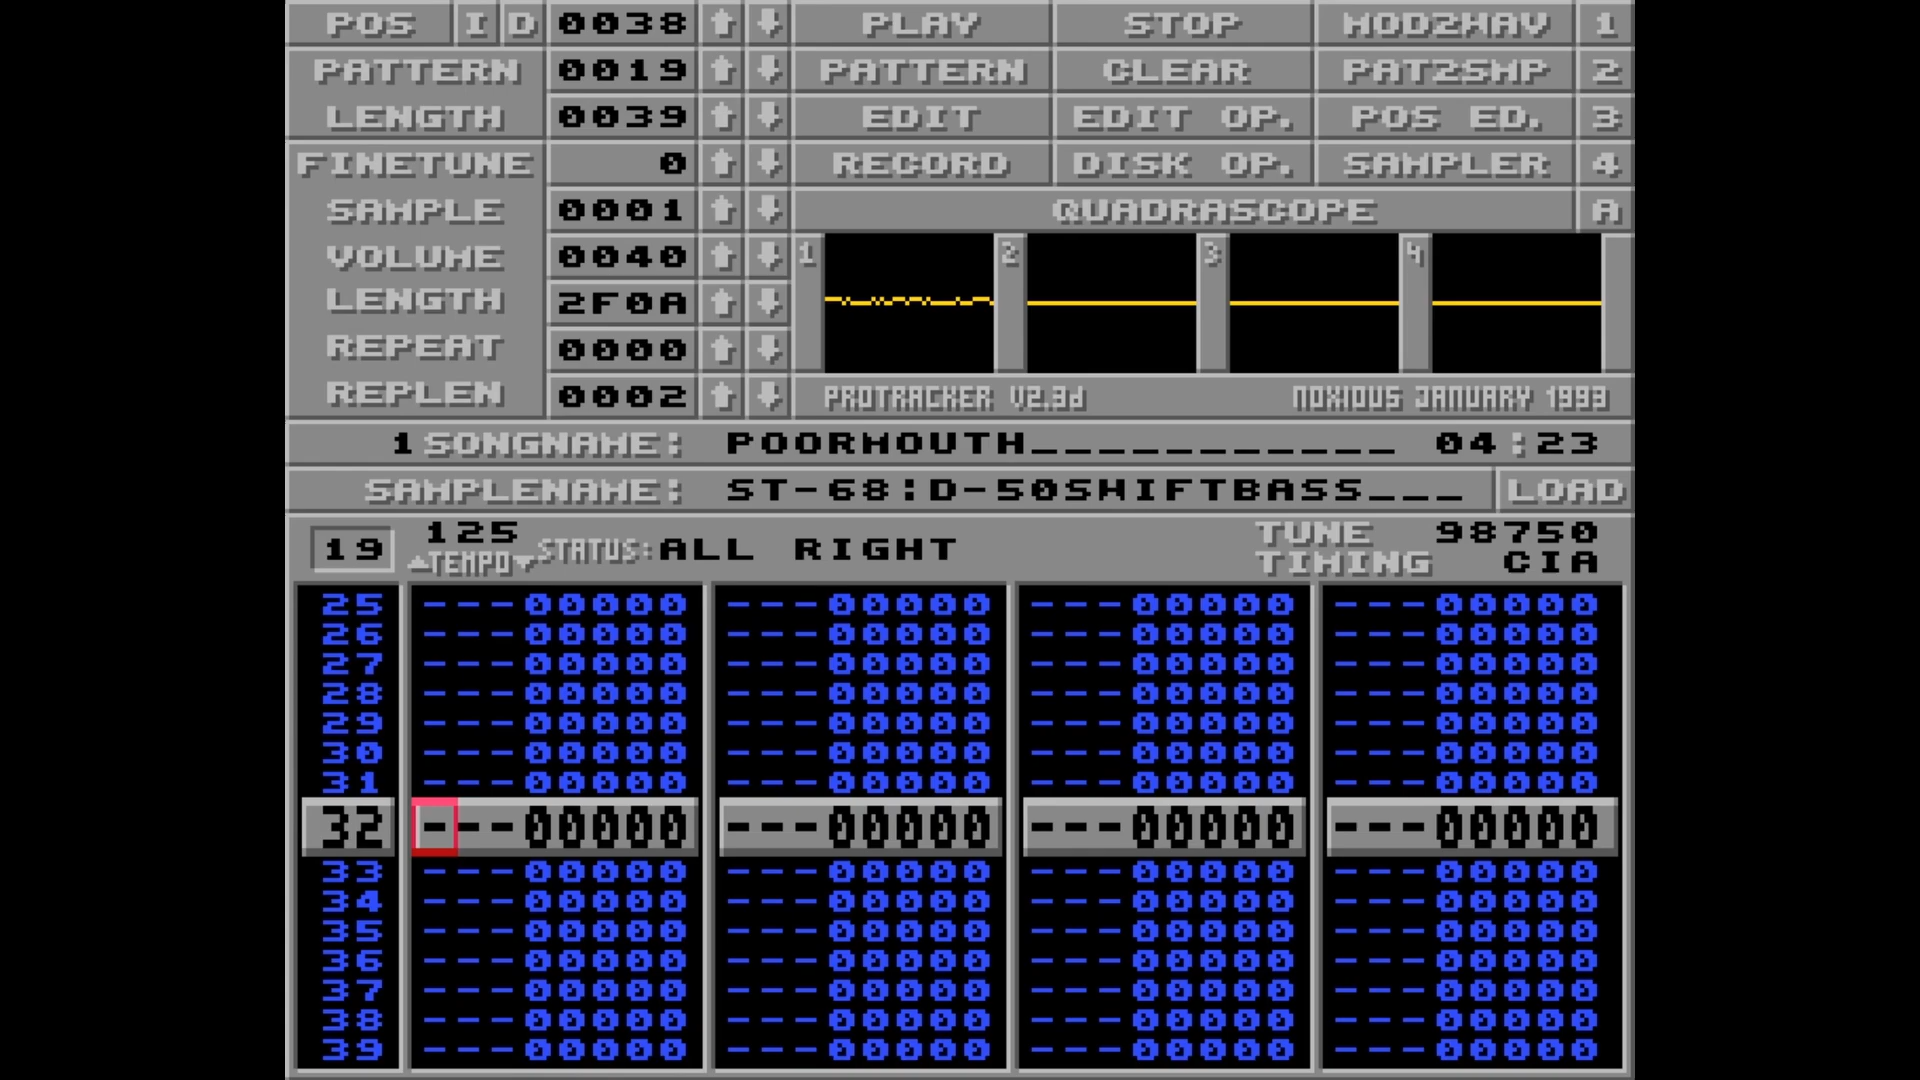 POS I D 0038 PLAY STOP MOD2WAV 1
PATTERN 0019 PATTERN CLEAR PAT2SMP 2
LENGTH 0039 EDIT EDIT OP. POS ED. 3
FINETUNE 0 RECORD DISK OP. SAMPLER 4
SAMPLE 0001 QUADRASCOPE A
VOLUME 0040 1 2 3 4
LENGTH 2F0A
REPEAT 0000
REPLEN 0002 PROTRACKER V2.3d NOXIOUS JANUARY 1993
1 SONGNAME: POORMOUTH___________ 04:23
SAMPLENAME: ST-68:D-50SHIFTBASS___ LOAD
19 125 TEMPO STATUS: ALL RIGHT TUNE 98750
TIMING CIA
25 ---00000 ---00000 ---00000 ---00000
26 ---00000 ---00000 ---00000 ---00000
27 ---00000 ---00000 ---00000 ---00000
28 ---00000 ---00000 ---00000 ---00000
29 ---00000 ---00000 ---00000 ---00000
30 ---00000 ---00000 ---00000 ---00000
31 ---00000 ---00000 ---00000 ---00000
32 ---00000 ---00000 ---00000 ---00000
33 ---00000 ---00000 ---00000 ---00000
34 ---00000 ---00000 ---00000 ---00000
35 ---00000 ---00000 ---00000 ---00000
36 ---00000 ---00000 ---00000 ---00000
37 ---00000 ---00000 ---00000 ---00000
38 ---00000 ---00000 ---00000 ---00000
39 ---00000 ---00000 ---00000 ---00000